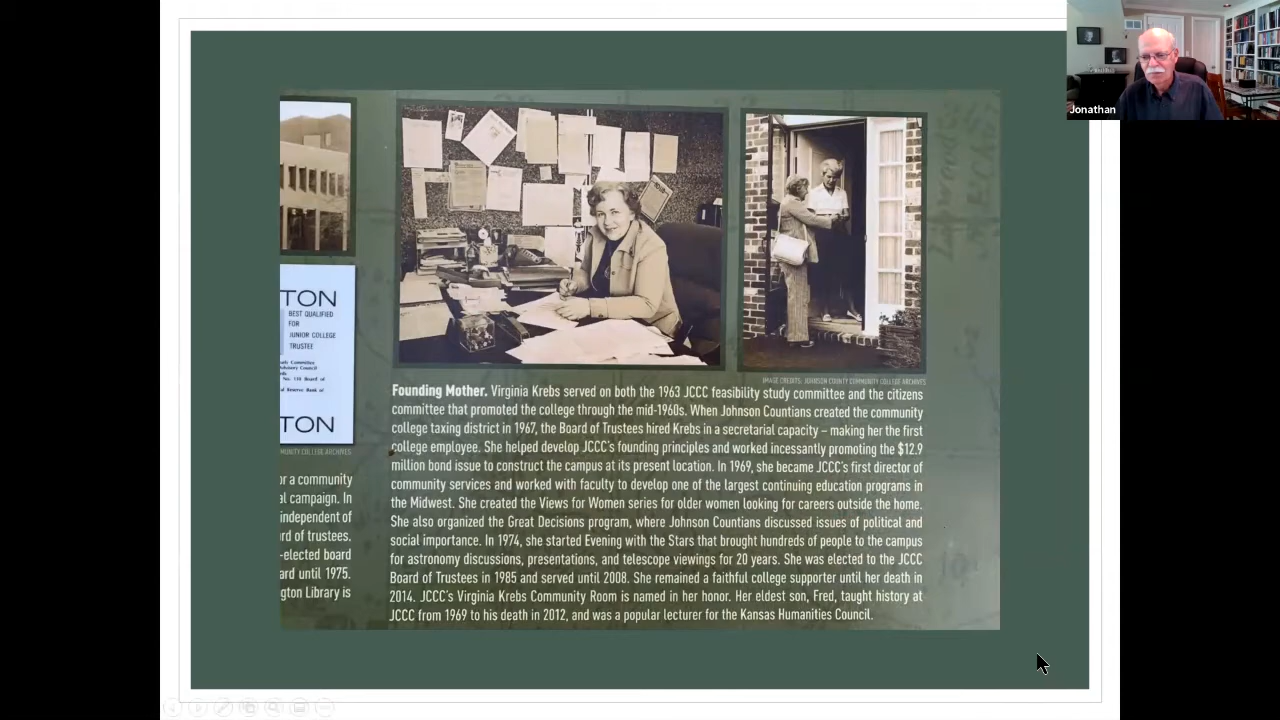 Jonathan
TON
BEST QUALIFIED
FOR
JUNIOR COLLEGE
TRUSTEE
TON
MUNITY COLLEGE ARCHIVES
or a community
al campaign. In
independent of
rd of trustees.
-elected board
ard until 1975.
gton Library is
IMAGE CREDITS: JOHNSON COUNTY COMMUNITY COLLEGE ARCHIVES
Founding Mother. Virginia Krebs served on both the 1963 JCCC feasibility study committee and the citizens
committee that promoted the college through the mid-1960s. When Johnson Countians created the community
college taxing district in 1967, the Board of Trustees hired Krebs in a secretarial capacity – making her the first
college employee. She helped develop JCCC's founding principles and worked incessantly promoting the $12.9
million bond issue to construct the campus at its present location. In 1969, she became JCCC's first director of
community services and worked with faculty to develop one of the largest continuing education programs in
the Midwest. She created the Views for Women series for older women looking for careers outside the home.
She also organized the Great Decisions program, where Johnson Countians discussed issues of political and
social importance. In 1974, she started Evening with the Stars that brought hundreds of people to the campus
for astronomy discussions, presentations, and telescope viewings for 20 years. She was elected to the JCCC
Board of Trustees in 1985 and served until 2008. She remained a faithful college supporter until her death in
2014. JCCC's Virginia Krebs Community Room is named in her honor. Her eldest son, Fred, taught history at
JCCC from 1969 to his death in 2012, and was a popular lecturer for the Kansas Humanities Council.